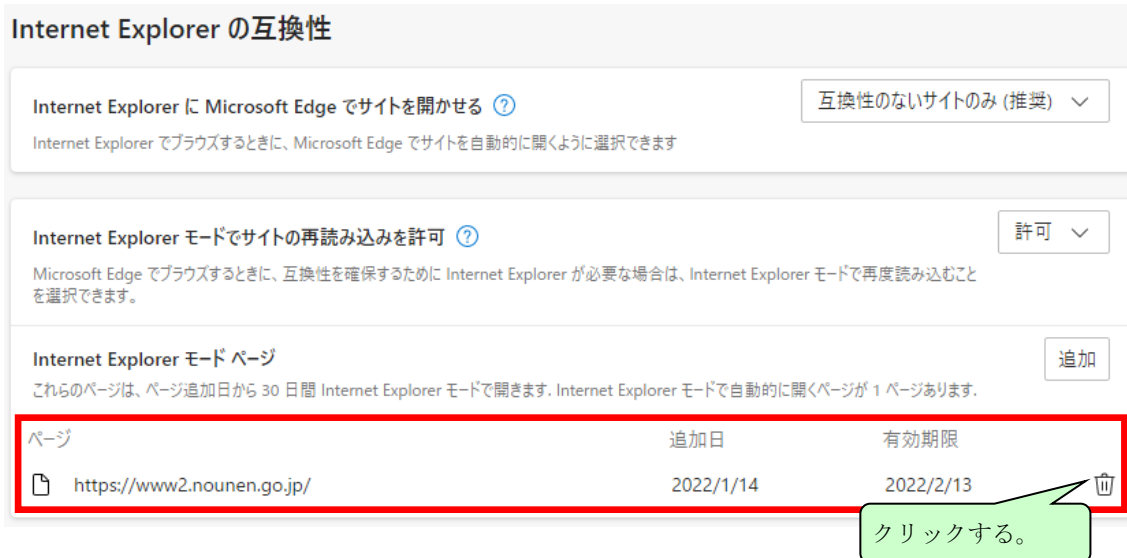 Internet Explorer の互換性
Internet Explorer に Microsoft Edge でサイトを開かせる ?
互換性のないサイトのみ (推奨)
Internet Explorer でブラウズするときに、Microsoft Edge でサイトを自動的に開くように選択できます
Internet Explorer モードでサイトの再読み込みを許可 ?
許可
Microsoft Edge でブラウズするときに、互換性を確保するために Internet Explorer が必要な場合は、Internet Explorer モードで再度読み込むこと
を選択できます。
Internet Explorer モード ページ
追加
これらのページは、ページ追加日から 30 日間 Internet Explorer モードで開きます. Internet Explorer モードで自動的に開くページが 1 ページあります.
ページ 追加日 有効期限
https://www2.nounen.go.jp/ 2022/1/14 2022/2/13
クリックする。